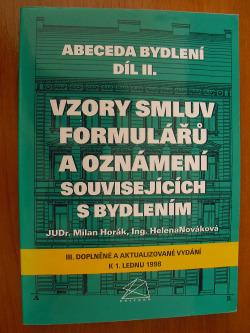 ABECEDA BYDLENÍ
DÍL II.
VZORY SMLUV
FORMULÁŘŮ
A OZNÁMENÍ
SOUVISEJÍCÍCH
S BYDLENÍM
JUDr. Milan Horák, Ing. HelenaNováková
III. DOPLNĚNÉ A AKTUALIZOVANÉ VYDÁNÍ
K 1. LEDNU 1998